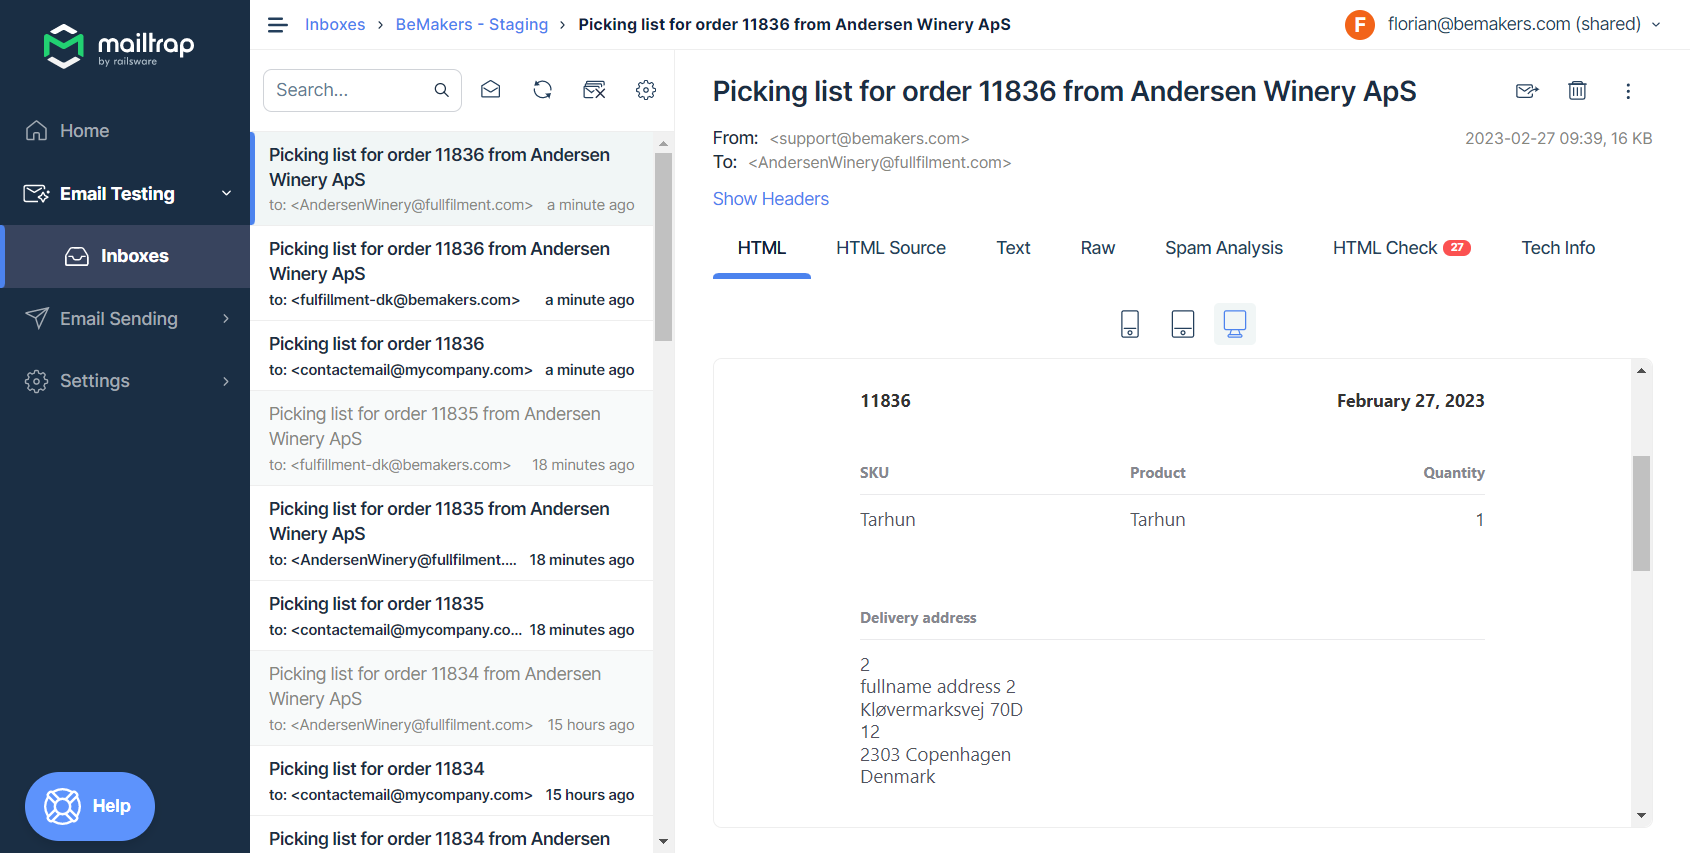 mailtrap
by railsware
Home
Email Testing
Inboxes
Email Sending
Settings
Help
Inboxes › BeMakers - Staging › Picking list for order 11836 from Andersen Winery ApS
F florian@bemakers.com (shared)
Search...
Picking list for order 11836 from Andersen
Winery ApS
to: <AndersenWinery@fullfilment.com> a minute ago
Picking list for order 11836 from Andersen
Winery ApS
to: <fulfillment-dk@bemakers.com> a minute ago
Picking list for order 11836
to: <contactemail@mycompany.com> a minute ago
Picking list for order 11835 from Andersen
Winery ApS
to: <fulfillment-dk@bemakers.com> 18 minutes ago
Picking list for order 11835 from Andersen
Winery ApS
to: <AndersenWinery@fullfilment.... 18 minutes ago
Picking list for order 11835
to: <contactemail@mycompany.co... 18 minutes ago
Picking list for order 11834 from Andersen
Winery ApS
to: <AndersenWinery@fullfilment.com> 15 hours ago
Picking list for order 11834
to: <contactemail@mycompany.com> 15 hours ago
Picking list for order 11834 from Andersen
Picking list for order 11836 from Andersen Winery ApS
From: <support@bemakers.com> 2023-02-27 09:39, 16 KB
To: <AndersenWinery@fullfilment.com>
Show Headers
HTML HTML Source Text Raw Spam Analysis HTML Check 27 Tech Info
11836 February 27, 2023
SKU Product Quantity
Tarhun Tarhun 1
Delivery address
2
fullname address 2
Kløvermarksvej 70D
12
2303 Copenhagen
Denmark